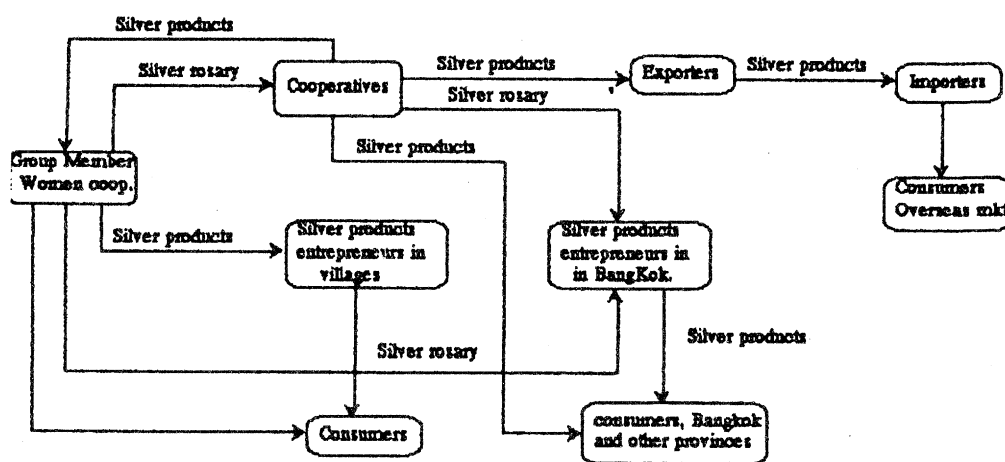 Silver products
Silver rosary
Cooperatives
Silver products
Silver rosary
Exporters
Silver products
Importers
Silver products
Group Member
Women coop.
Consumers
Overseas mkt
Silver products
Silver products
entrepreneurs in
villages
Silver products
entrepreneurs in
in BangKok.
Silver rosary
Silver products
Consumers
consumers, Bangkok
and other provinces